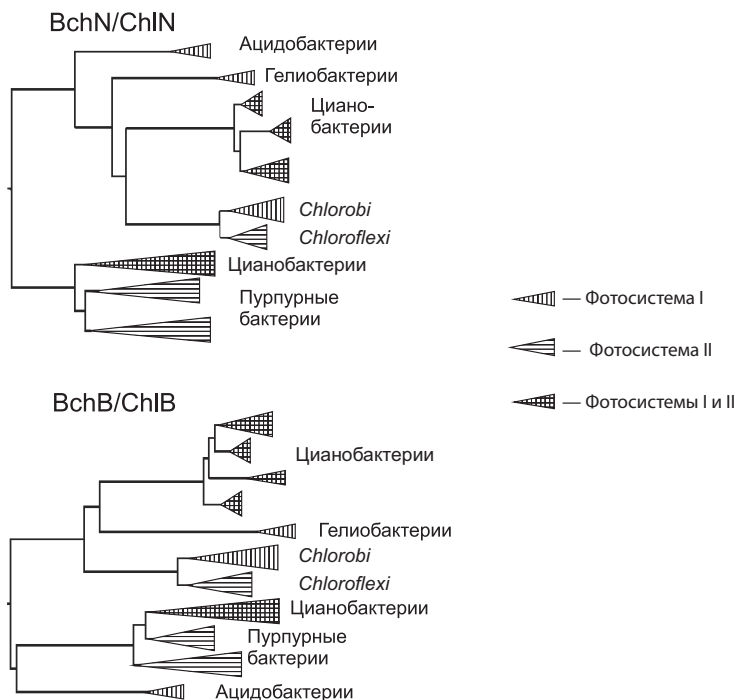 BchN/ChlN
Ацидобактерии
Гелиобактерии
Циано-
бактерии
Chlorobi
Chloroflexi
Цианобактерии
Пурпурные
бактерии
— Фотосистема I
— Фотосистема II
— Фотосистемы I и II
BchB/ChlB
Цианобактерии
Гелиобактерии
Chlorobi
Chloroflexi
Цианобактерии
Пурпурные
бактерии
Ацидобактерии